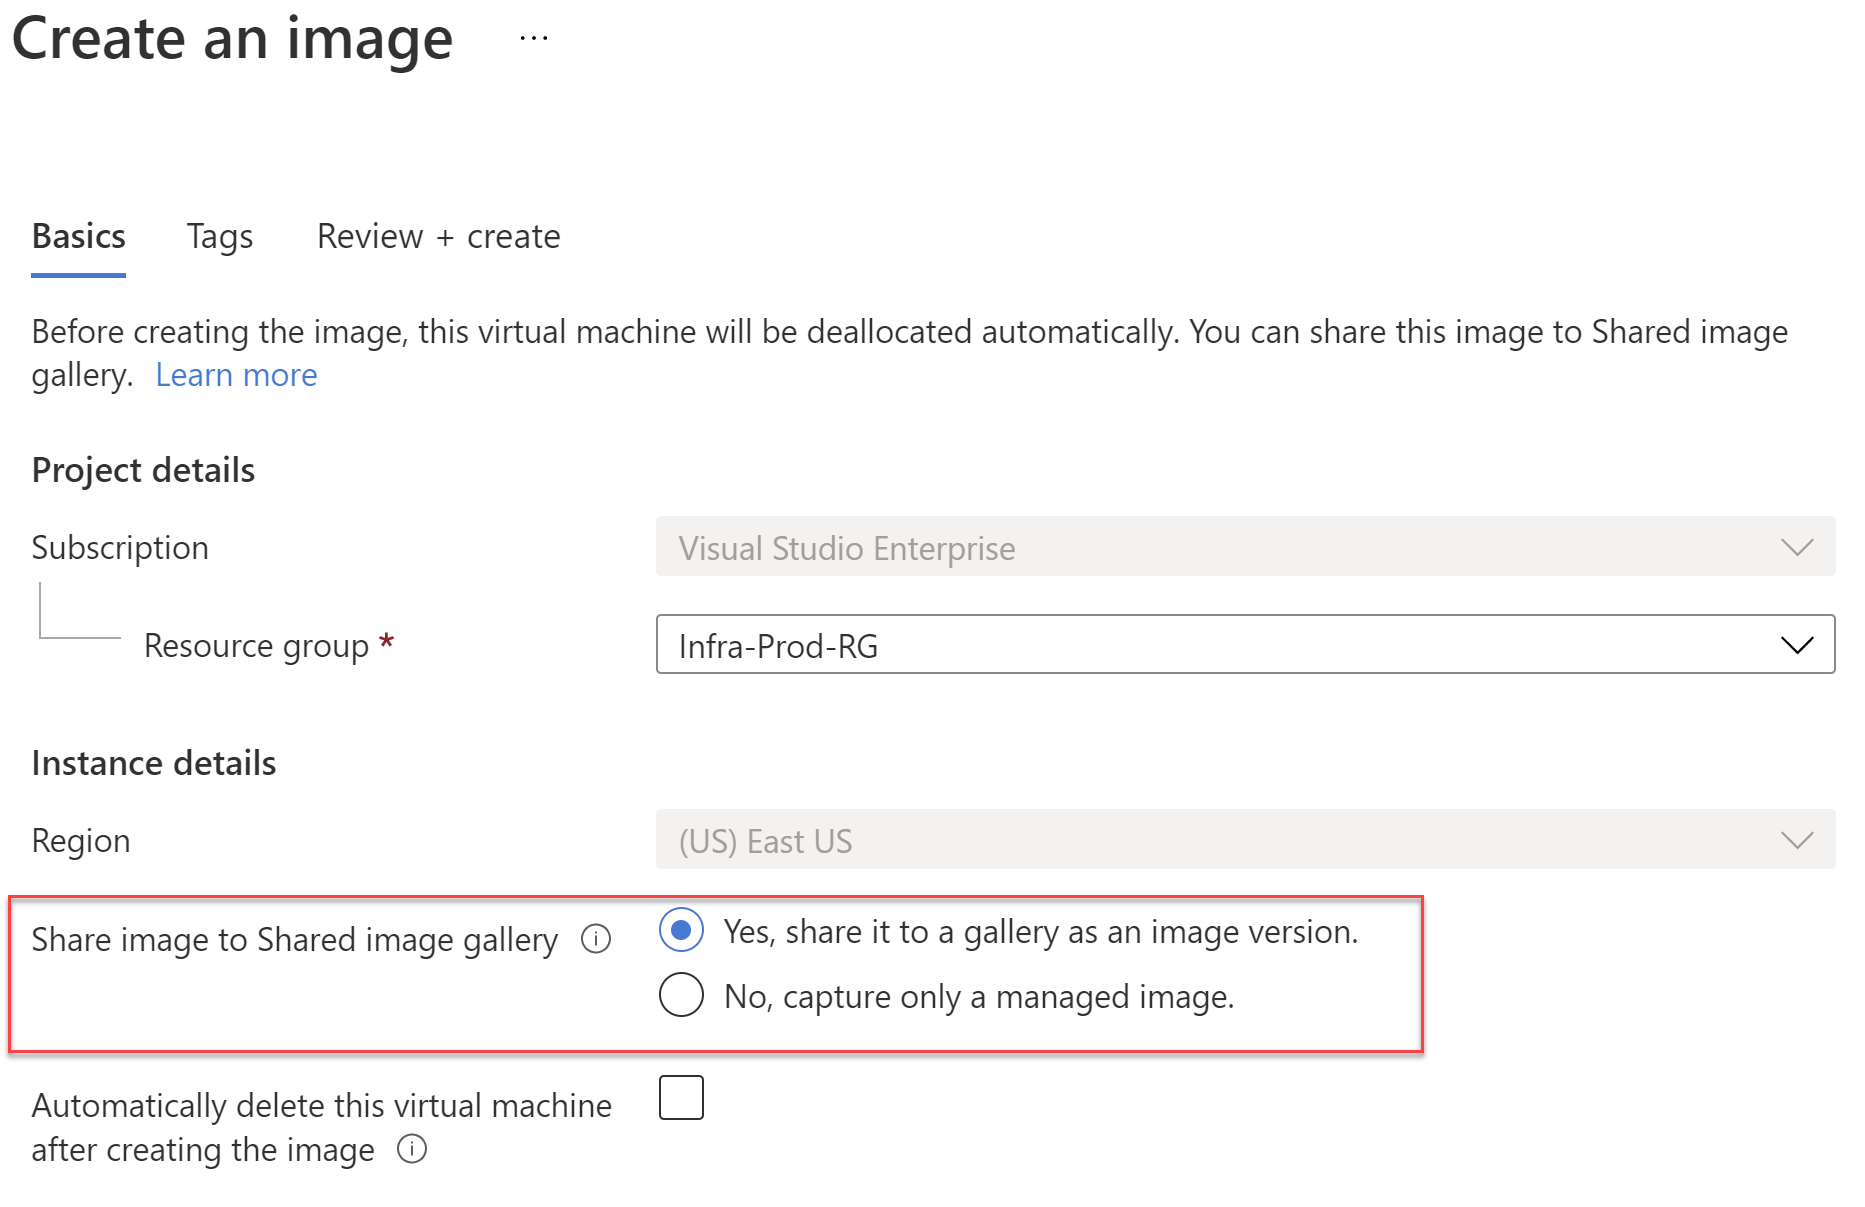 Create an image ...
Basics Tags Review + create
Before creating the image, this virtual machine will be deallocated automatically. You can share this image to Shared image
gallery. Learn more
Project details
Subscription Visual Studio Enterprise
Resource group * Infra-Prod-RG
Instance details
Region (US) East US
Share image to Shared image gallery Yes, share it to a gallery as an image version.
No, capture only a managed image.
Automatically delete this virtual machine
after creating the image